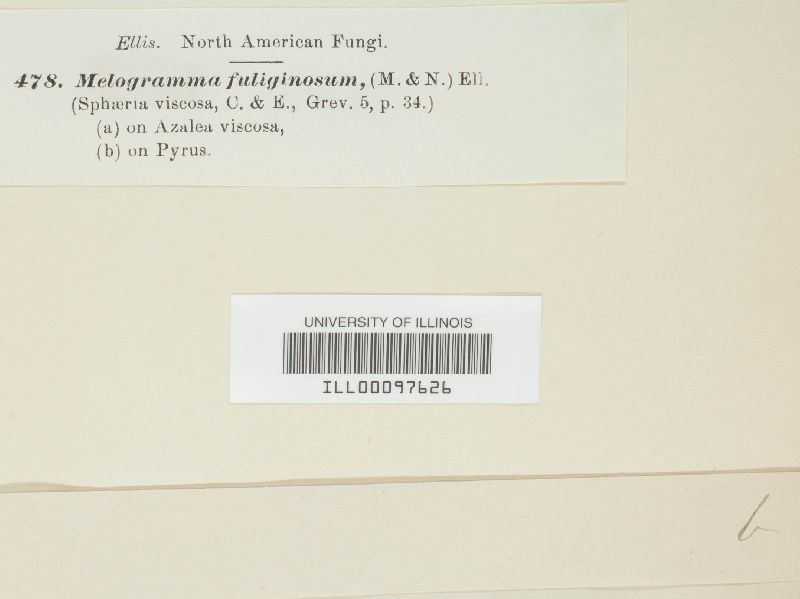 Ellis. North American Fungi.
478. Melogramma fuliginosum, (M. & N.) Ell.
(Sphæria viscosa, C. & E., Grev. 5, p. 34.)
(a) on Azalea viscosa,
(b) on Pyrus.
UNIVERSITY OF ILLINOIS
ILL00097626
b